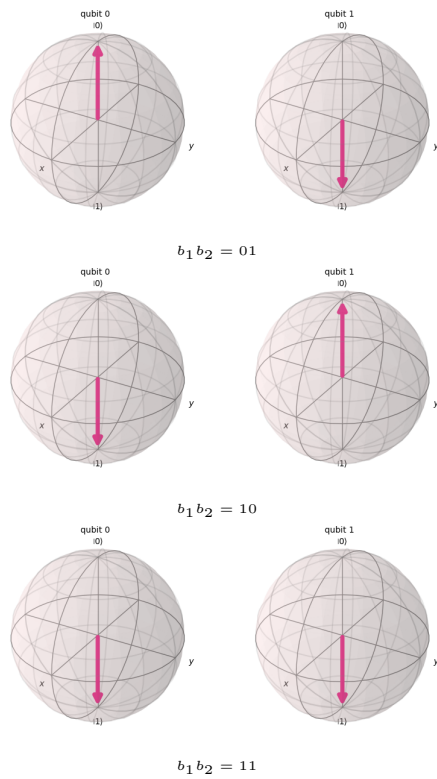 qubit 0 qubit 1
|0⟩ |0⟩
y y
x x
|1⟩ |1⟩
b₁b₂ = 01
qubit 0 qubit 1
|0⟩ |0⟩
y y
x x
|1⟩ |1⟩
b₁b₂ = 10
qubit 0 qubit 1
|0⟩ |0⟩
y y
x x
|1⟩ |1⟩
b₁b₂ = 11